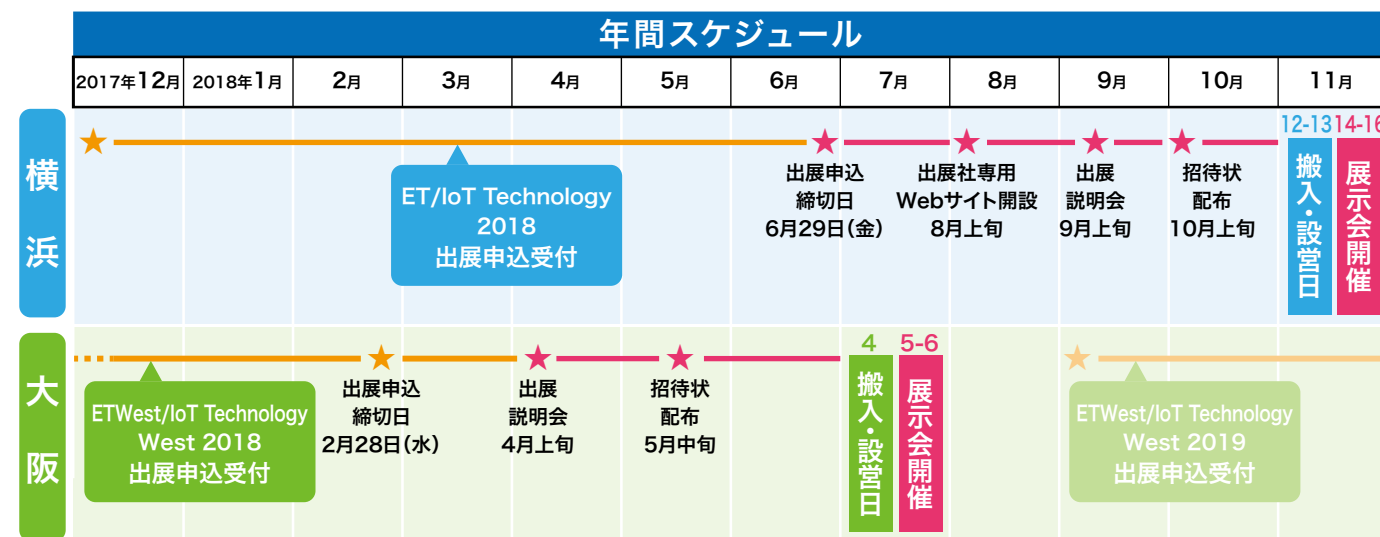 年間スケジュール
2017年12月 2018年1月 2月 3月 4月 5月 6月 7月 8月 9月 10月 11月
横浜
ET/IoT Technology
2018
出展申込受付
出展申込
締切日
6月29日(金)
出展社専用
Webサイト開設
8月上旬
出展
説明会
9月上旬
招待状
配布
10月上旬
12-13
搬入・設営日
14-16
展示会開催
大阪
ETWest/IoT Technology
West 2018
出展申込受付
出展申込
締切日
2月28日(水)
出展
説明会
4月上旬
招待状
配布
5月中旬
4
搬入・設営日
5-6
展示会開催
ETWest/IoT Technology
West 2019
出展申込受付